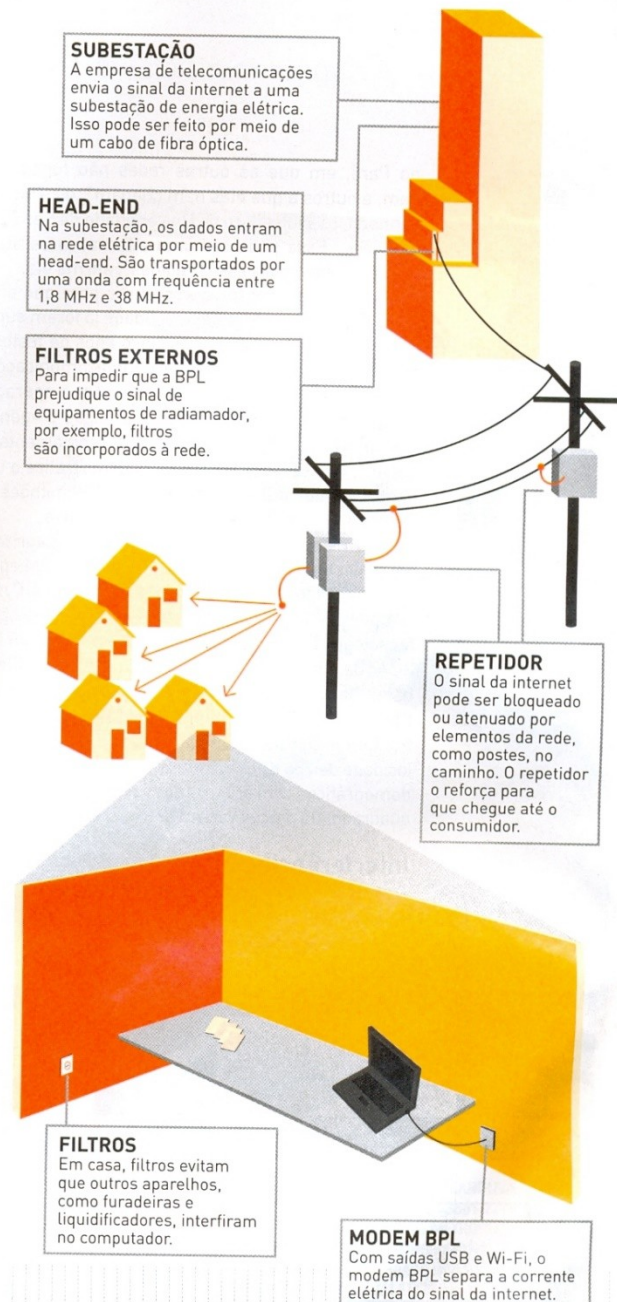 SUBESTAÇÃO
A empresa de telecomunicações
envia o sinal da internet a uma
subestação de energia elétrica.
Isso pode ser feito por meio de
um cabo de fibra óptica.
HEAD-END
Na subestação, os dados entram
na rede elétrica por meio de um
head-end. São transportados por
uma onda com frequência entre
1,8 MHz e 38 MHz.
FILTROS EXTERNOS
Para impedir que a BPL
prejudique o sinal de
equipamentos de radiamador,
por exemplo, filtros
são incorporados à rede.
REPETIDOR
O sinal da internet
pode ser bloqueado
ou atenuado por
elementos da rede,
como postes, no
caminho. O repetidor
o reforça para
que chegue até o
consumidor.
FILTROS
Em casa, filtros evitam
que outros aparelhos,
como furadeiras e
liquidificadores, interfiram
no computador.
MODEM BPL
Com saídas USB e Wi-Fi, o
modem BPL separa a corrente
elétrica do sinal da internet.